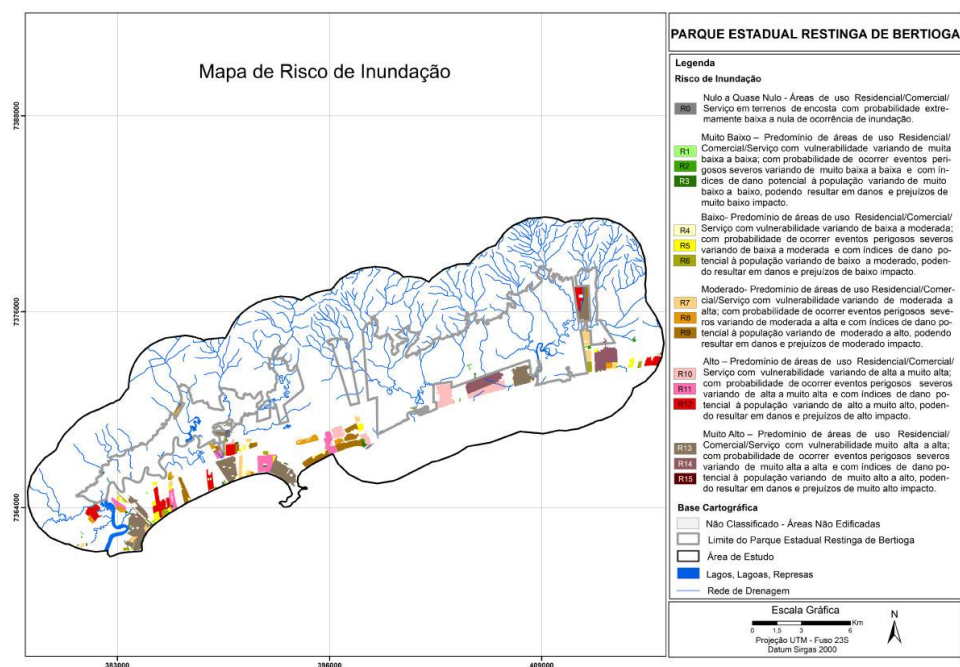 Mapa de Risco de Inundação
7388000
7376000
7364000
383000
396000
409000
PARQUE ESTADUAL RESTINGA DE BERTIOGA
Legenda
Risco de Inundação
R0
Nulo a Quase Nulo - Áreas de uso Residencial/Comercial/
Serviço em terrenos de encosta com probabilidade extre-
mamente baixa a nula de ocorrência de inundação.
R1
R2
R3
Muito Baixo – Predomínio de áreas de uso Residencial/
Comercial/Serviço com vulnerabilidade variando de muita
baixa a baixa; com probabilidade de ocorrer eventos peri-
gosos severos variando de muito baixa a baixa e com ín-
dices de dano potencial à população variando de muito
baixo a baixo, podendo resultar em danos e prejuízos de
muito baixo impacto.
R4
R5
R6
Baixo- Predomínio de áreas de uso Residencial/Comercial/
Serviço com vulnerabilidade variando de baixa a moderada;
com probabilidade de ocorrer eventos perigosos severos
variando de baixa a moderada e com índices de dano po-
tencial à população variando de baixo a moderado, poden-
do resultar em danos e prejuízos de baixo impacto.
R7
R8
R9
Moderado- Predomínio de áreas de uso Residencial/Comer-
cial/Serviço com vulnerabilidade variando de moderada a
alta; com probabilidade de ocorrer eventos perigosos seve-
ros variando de moderada a alta e com índices de dano po-
tencial à população variando de moderado a alto, podendo
resultar em danos e prejuízos de moderado impacto.
R10
R11
R12
Alto – Predomínio de áreas de uso Residencial/Comercial/
Serviço com vulnerabilidade variando de alta a muito alta;
com probabilidade de ocorrer eventos perigosos severos
variando de alta a muito alta e com índices de dano po-
tencial à população variando de alto a muito alto, poden-
do resultar em danos e prejuízos de alto impacto.
R13
R14
R15
Muito Alto – Predomínio de áreas de uso Residencial/
Comercial/Serviço com vulnerabilidade muito alta a alta;
com probabilidade de ocorrer eventos perigosos severos
variando de muito alta a alta e com índices de dano po-
tencial à população variando de muito alto a alto, poden-
do resultar em danos e prejuízos de muito alto impacto.
Base Cartográfica
Não Classificado - Áreas Não Edificadas
Limite do Parque Estadual Restinga de Bertioga
Área de Estudo
Lagos, Lagoas, Represas
Rede de Drenagem
Escala Gráfica
Km
0 1,5 3 6
Projeção UTM - Fuso 23S
Datum Sirgas 2000
N